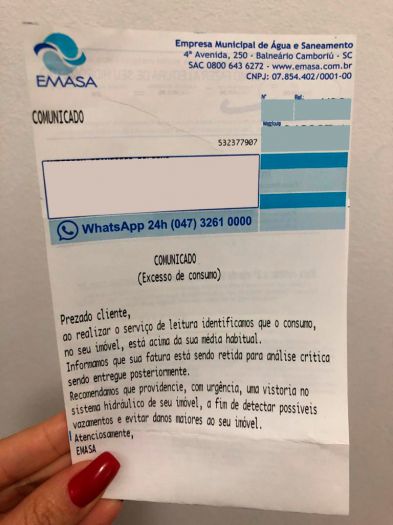 EMASA
Empresa Municipal de Água e Saneamento
4ª Avenida, 250 - Balneário Camboriú - SC
SAC 0800 643 6272 - www.emasa.com.br
CNPJ: 07.854.402/0001-00
COMUNICADO
Nº Ref.:
532377907
Matrícula
WhatsApp 24h (047) 3261 0000
COMUNICADO
(Excesso de consumo)
Prezado cliente,
ao realizar o serviço de leitura identificamos que o consumo,
no seu imóvel, está acima da sua média habitual.
Informamos que sua fatura está sendo retida para análise crítica
sendo entregue posteriormente.
Recomendamos que providencie, com urgência, uma vistoria no
sistema hidráulico de seu imóvel, a fim de detectar possíveis
vazamentos e evitar danos maiores ao seu imóvel.
Atenciosamente,
EMASA